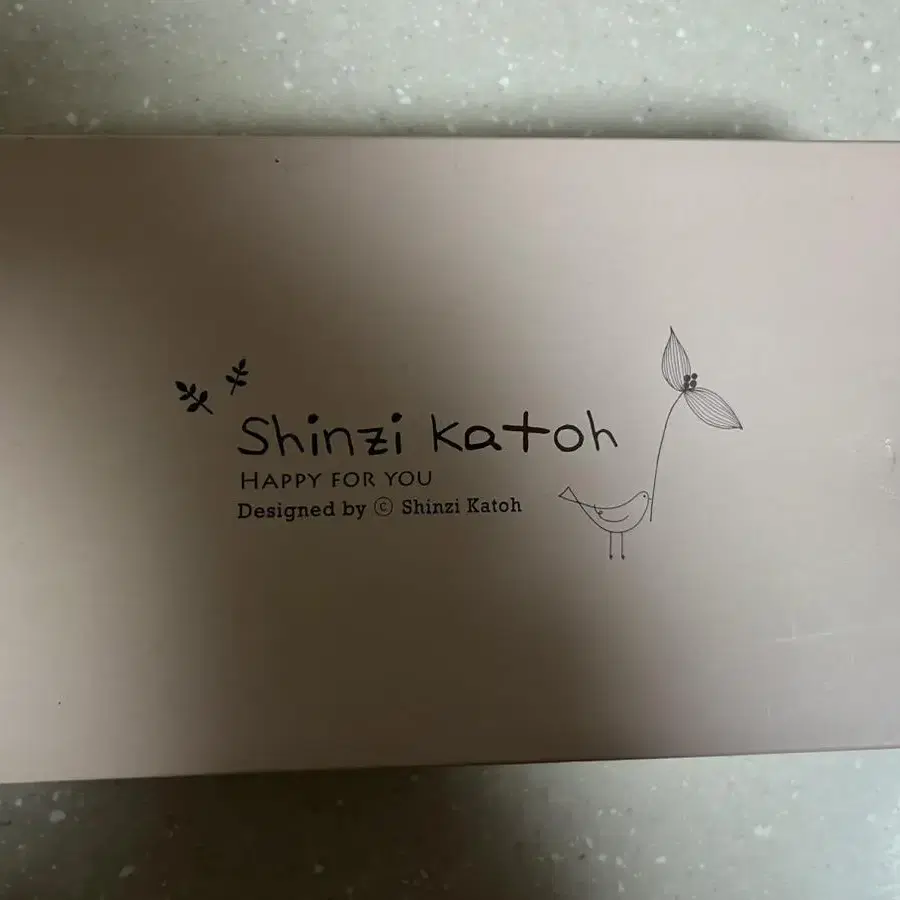 Shinzi Katoh
HAPPY FOR YOU
Designed by ⓒ Shinzi Katoh